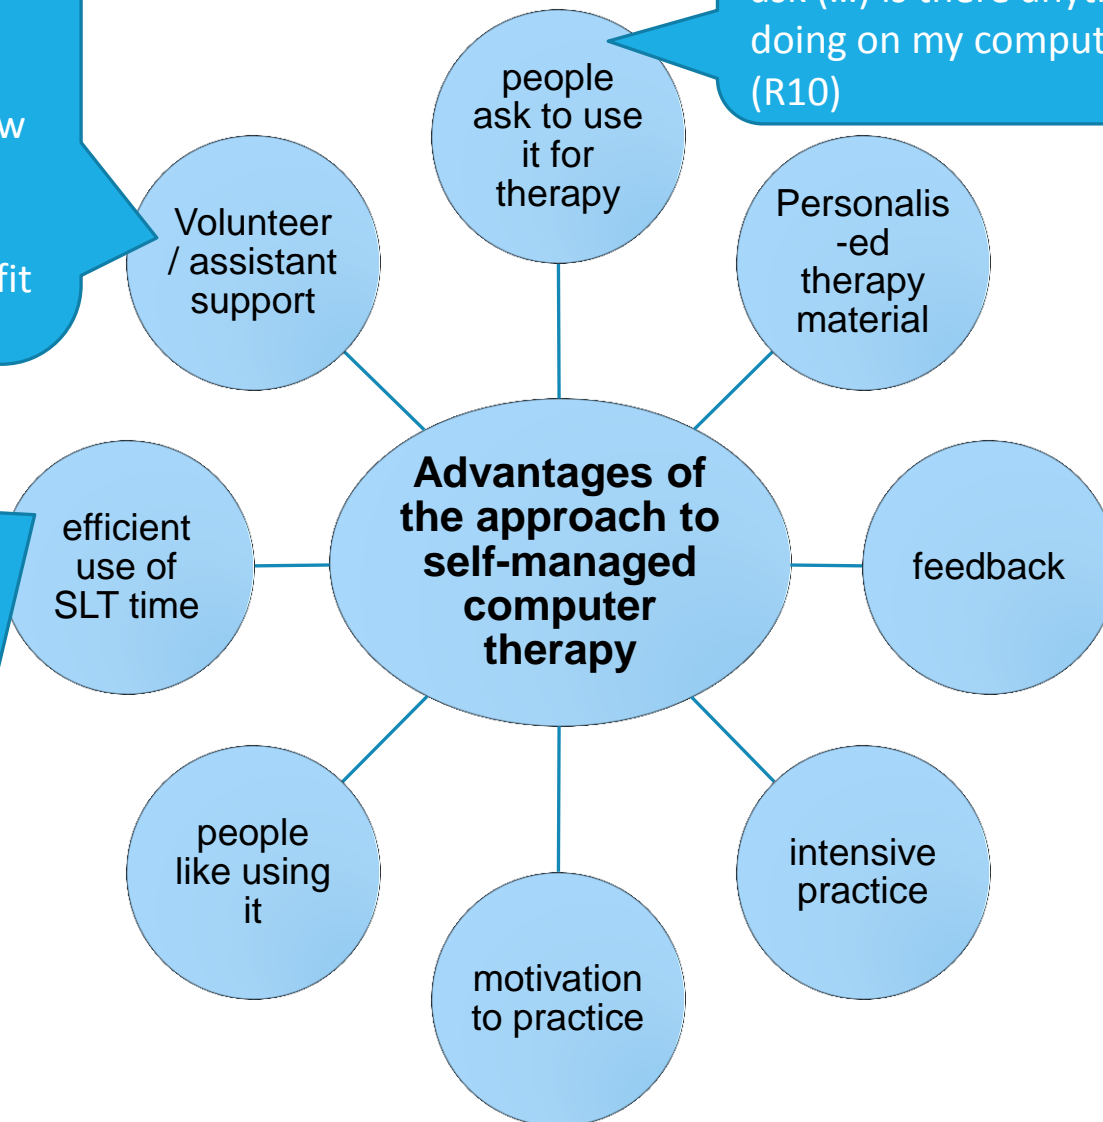 doing on my comput
(R10)
people
ask to use
it for
therapy
Volunteer
/ assistant
support
fit
Personalis
-ed
therapy
material
Advantages of
the approach to
self-managed
computer
therapy
efficient
use of
SLT time
feedback
people
like using
it
intensive
practice
motivation
to practice